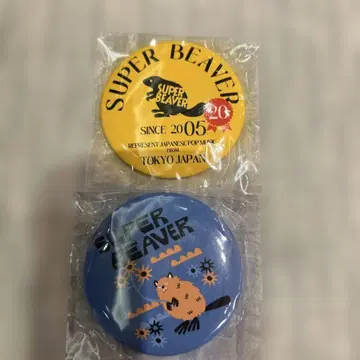 SUPER BEAVER
SUPER
BEAVER
20
SINCE 2005
REPRESENT JAPANESE POP MUSIC
FROM
TOKYO JAPAN
SUPER
BEAVER